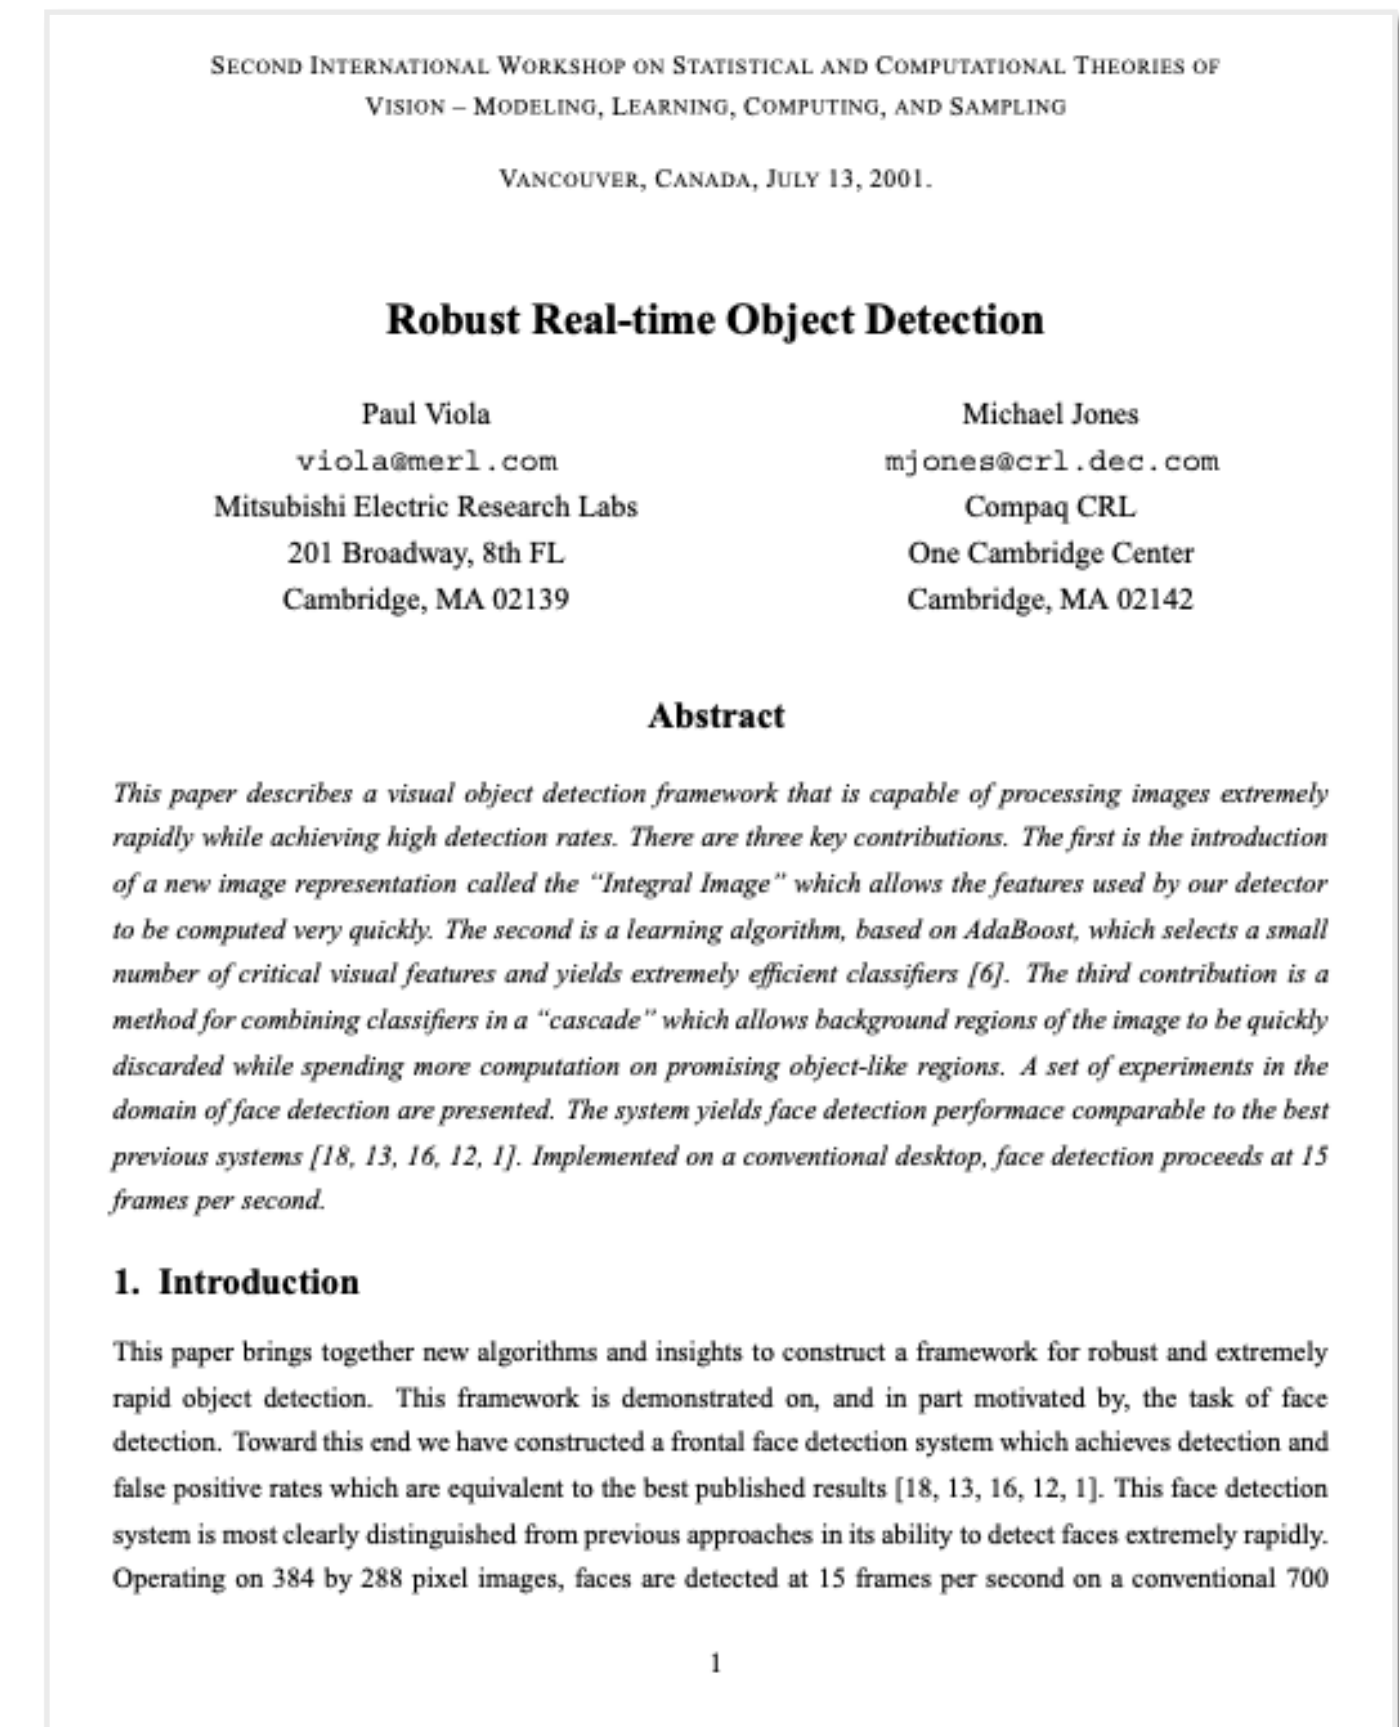 SECOND INTERNATIONAL WORKSHOP ON STATISTICAL AND COMPUTATIONAL THEORIES OF
VISION – MODELING, LEARNING, COMPUTING, AND SAMPLING
VANCOUVER, CANADA, JULY 13, 2001.
Robust Real-time Object Detection
Paul Viola
viola@merl.com
Mitsubishi Electric Research Labs
201 Broadway, 8th FL
Cambridge, MA 02139
Michael Jones
mjones@crl.dec.com
Compaq CRL
One Cambridge Center
Cambridge, MA 02142
Abstract
This paper describes a visual object detection framework that is capable of processing images extremely
rapidly while achieving high detection rates. There are three key contributions. The first is the introduction
of a new image representation called the “Integral Image” which allows the features used by our detector
to be computed very quickly. The second is a learning algorithm, based on AdaBoost, which selects a small
number of critical visual features and yields extremely efficient classifiers [6]. The third contribution is a
method for combining classifiers in a “cascade” which allows background regions of the image to be quickly
discarded while spending more computation on promising object-like regions. A set of experiments in the
domain of face detection are presented. The system yields face detection performace comparable to the best
previous systems [18, 13, 16, 12, 1]. Implemented on a conventional desktop, face detection proceeds at 15
frames per second.
1. Introduction
This paper brings together new algorithms and insights to construct a framework for robust and extremely
rapid object detection. This framework is demonstrated on, and in part motivated by, the task of face
detection. Toward this end we have constructed a frontal face detection system which achieves detection and
false positive rates which are equivalent to the best published results [18, 13, 16, 12, 1]. This face detection
system is most clearly distinguished from previous approaches in its ability to detect faces extremely rapidly.
Operating on 384 by 288 pixel images, faces are detected at 15 frames per second on a conventional 700
1